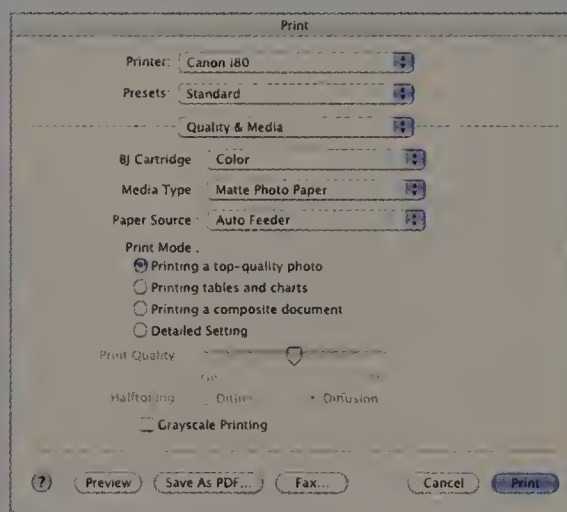 Print
Printer: Canon i80
Presets: Standard
Quality & Media
BJ Cartridge Color
Media Type Matte Photo Paper
Paper Source Auto Feeder
Print Mode
Printing a top-quality photo
Printing tables and charts
Printing a composite document
Detailed Setting
Print Quality
Halftoning Dither Diffusion
Grayscale Printing
? Preview Save As PDF... Fax... Cancel Print